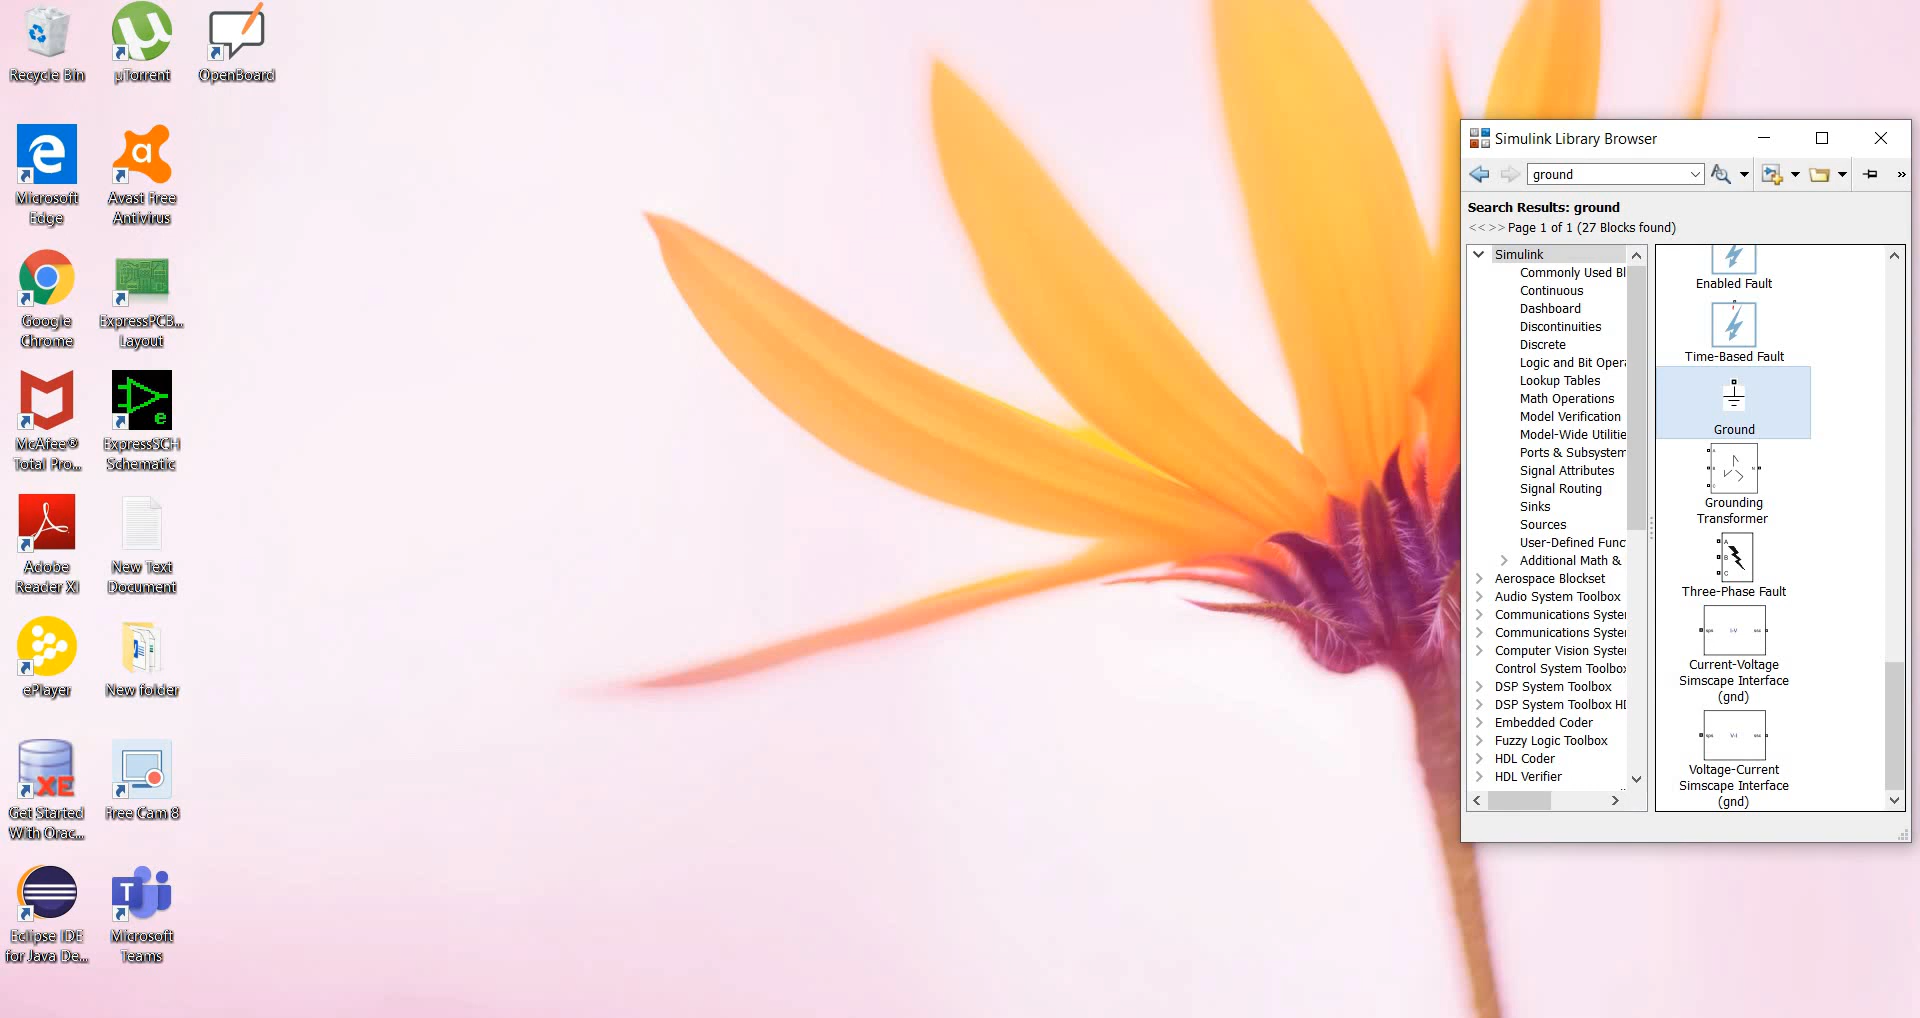 Recycle Bin
µTorrent
OpenBoard
Microsoft
Edge
Avast Free
Antivirus
Google
Chrome
ExpressPCB...
Layout
McAfee®
Total Pro...
ExpressSCH
Schematic
Adobe
Reader XI
New Text
Document
ePlayer
New folder
Get Started
With Orac...
Free Cam 8
Eclipse IDE
for Java De...
Microsoft
Teams
Simulink Library Browser
ground
Search Results: ground
<< >> Page 1 of 1 (27 Blocks found)
Simulink
Commonly Used Bl
Continuous
Dashboard
Discontinuities
Discrete
Logic and Bit Opera
Lookup Tables
Math Operations
Model Verification
Model-Wide Utilitie
Ports & Subsystem
Signal Attributes
Signal Routing
Sinks
Sources
User-Defined Func
Additional Math &
Aerospace Blockset
Audio System Toolbox
Communications Syster
Communications Syster
Computer Vision Syster
Control System Toolbox
DSP System Toolbox
DSP System Toolbox HD
Embedded Coder
Fuzzy Logic Toolbox
HDL Coder
HDL Verifier
Enabled Fault
Time-Based Fault
Ground
Grounding
Transformer
Three-Phase Fault
Current-Voltage
Simscape Interface
(gnd)
Voltage-Current
Simscape Interface
(gnd)